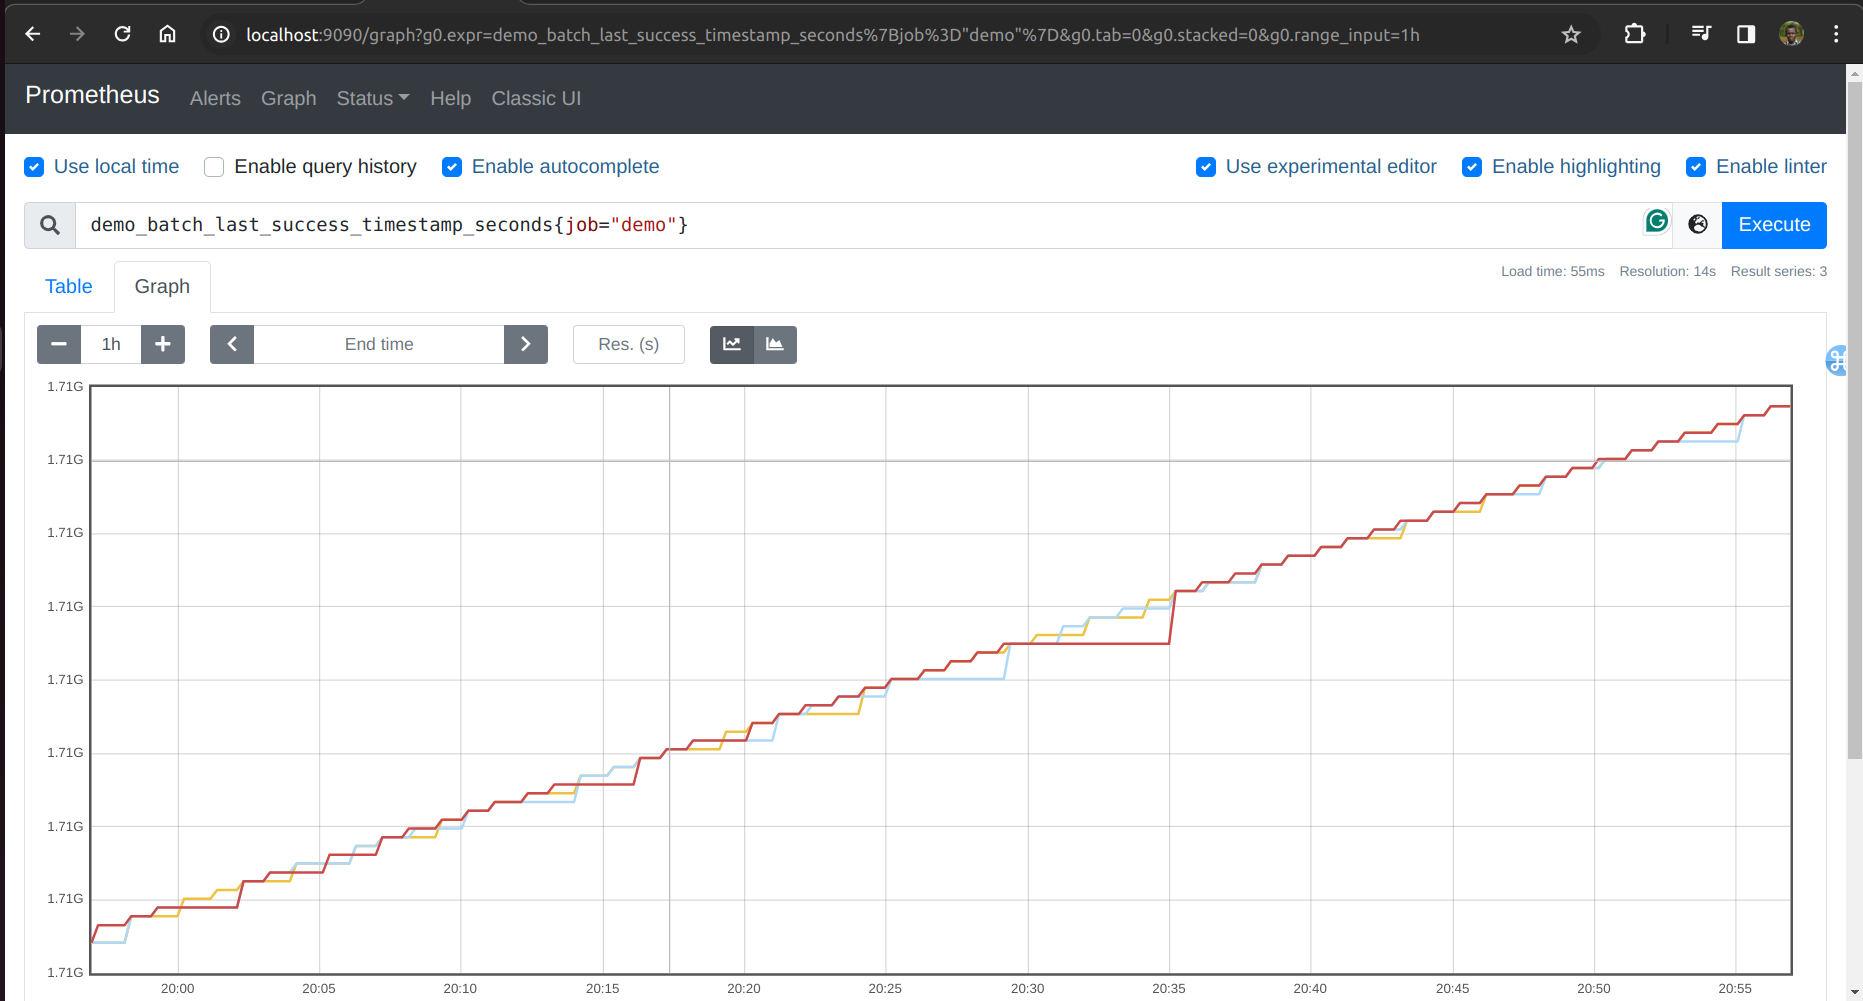 localhost:9090/graph?g0.expr=demo_batch_last_success_timestamp_seconds%7Bjob%3D"demo"%7D&g0.tab=0&g0.stacked=0&g0.range_input=1h
Prometheus Alerts Graph Status Help Classic UI
Use local time Enable query history Enable autocomplete Use experimental editor Enable highlighting Enable linter
demo_batch_last_success_timestamp_seconds{job="demo"} Execute
Load time: 55ms Resolution: 14s Result series: 3
Table Graph
1h End time Res. (s)
1.71G
1.71G
1.71G
1.71G
1.71G
1.71G
1.71G
1.71G
1.71G
20:00 20:05 20:10 20:15 20:20 20:25 20:30 20:35 20:40 20:45 20:50 20:55